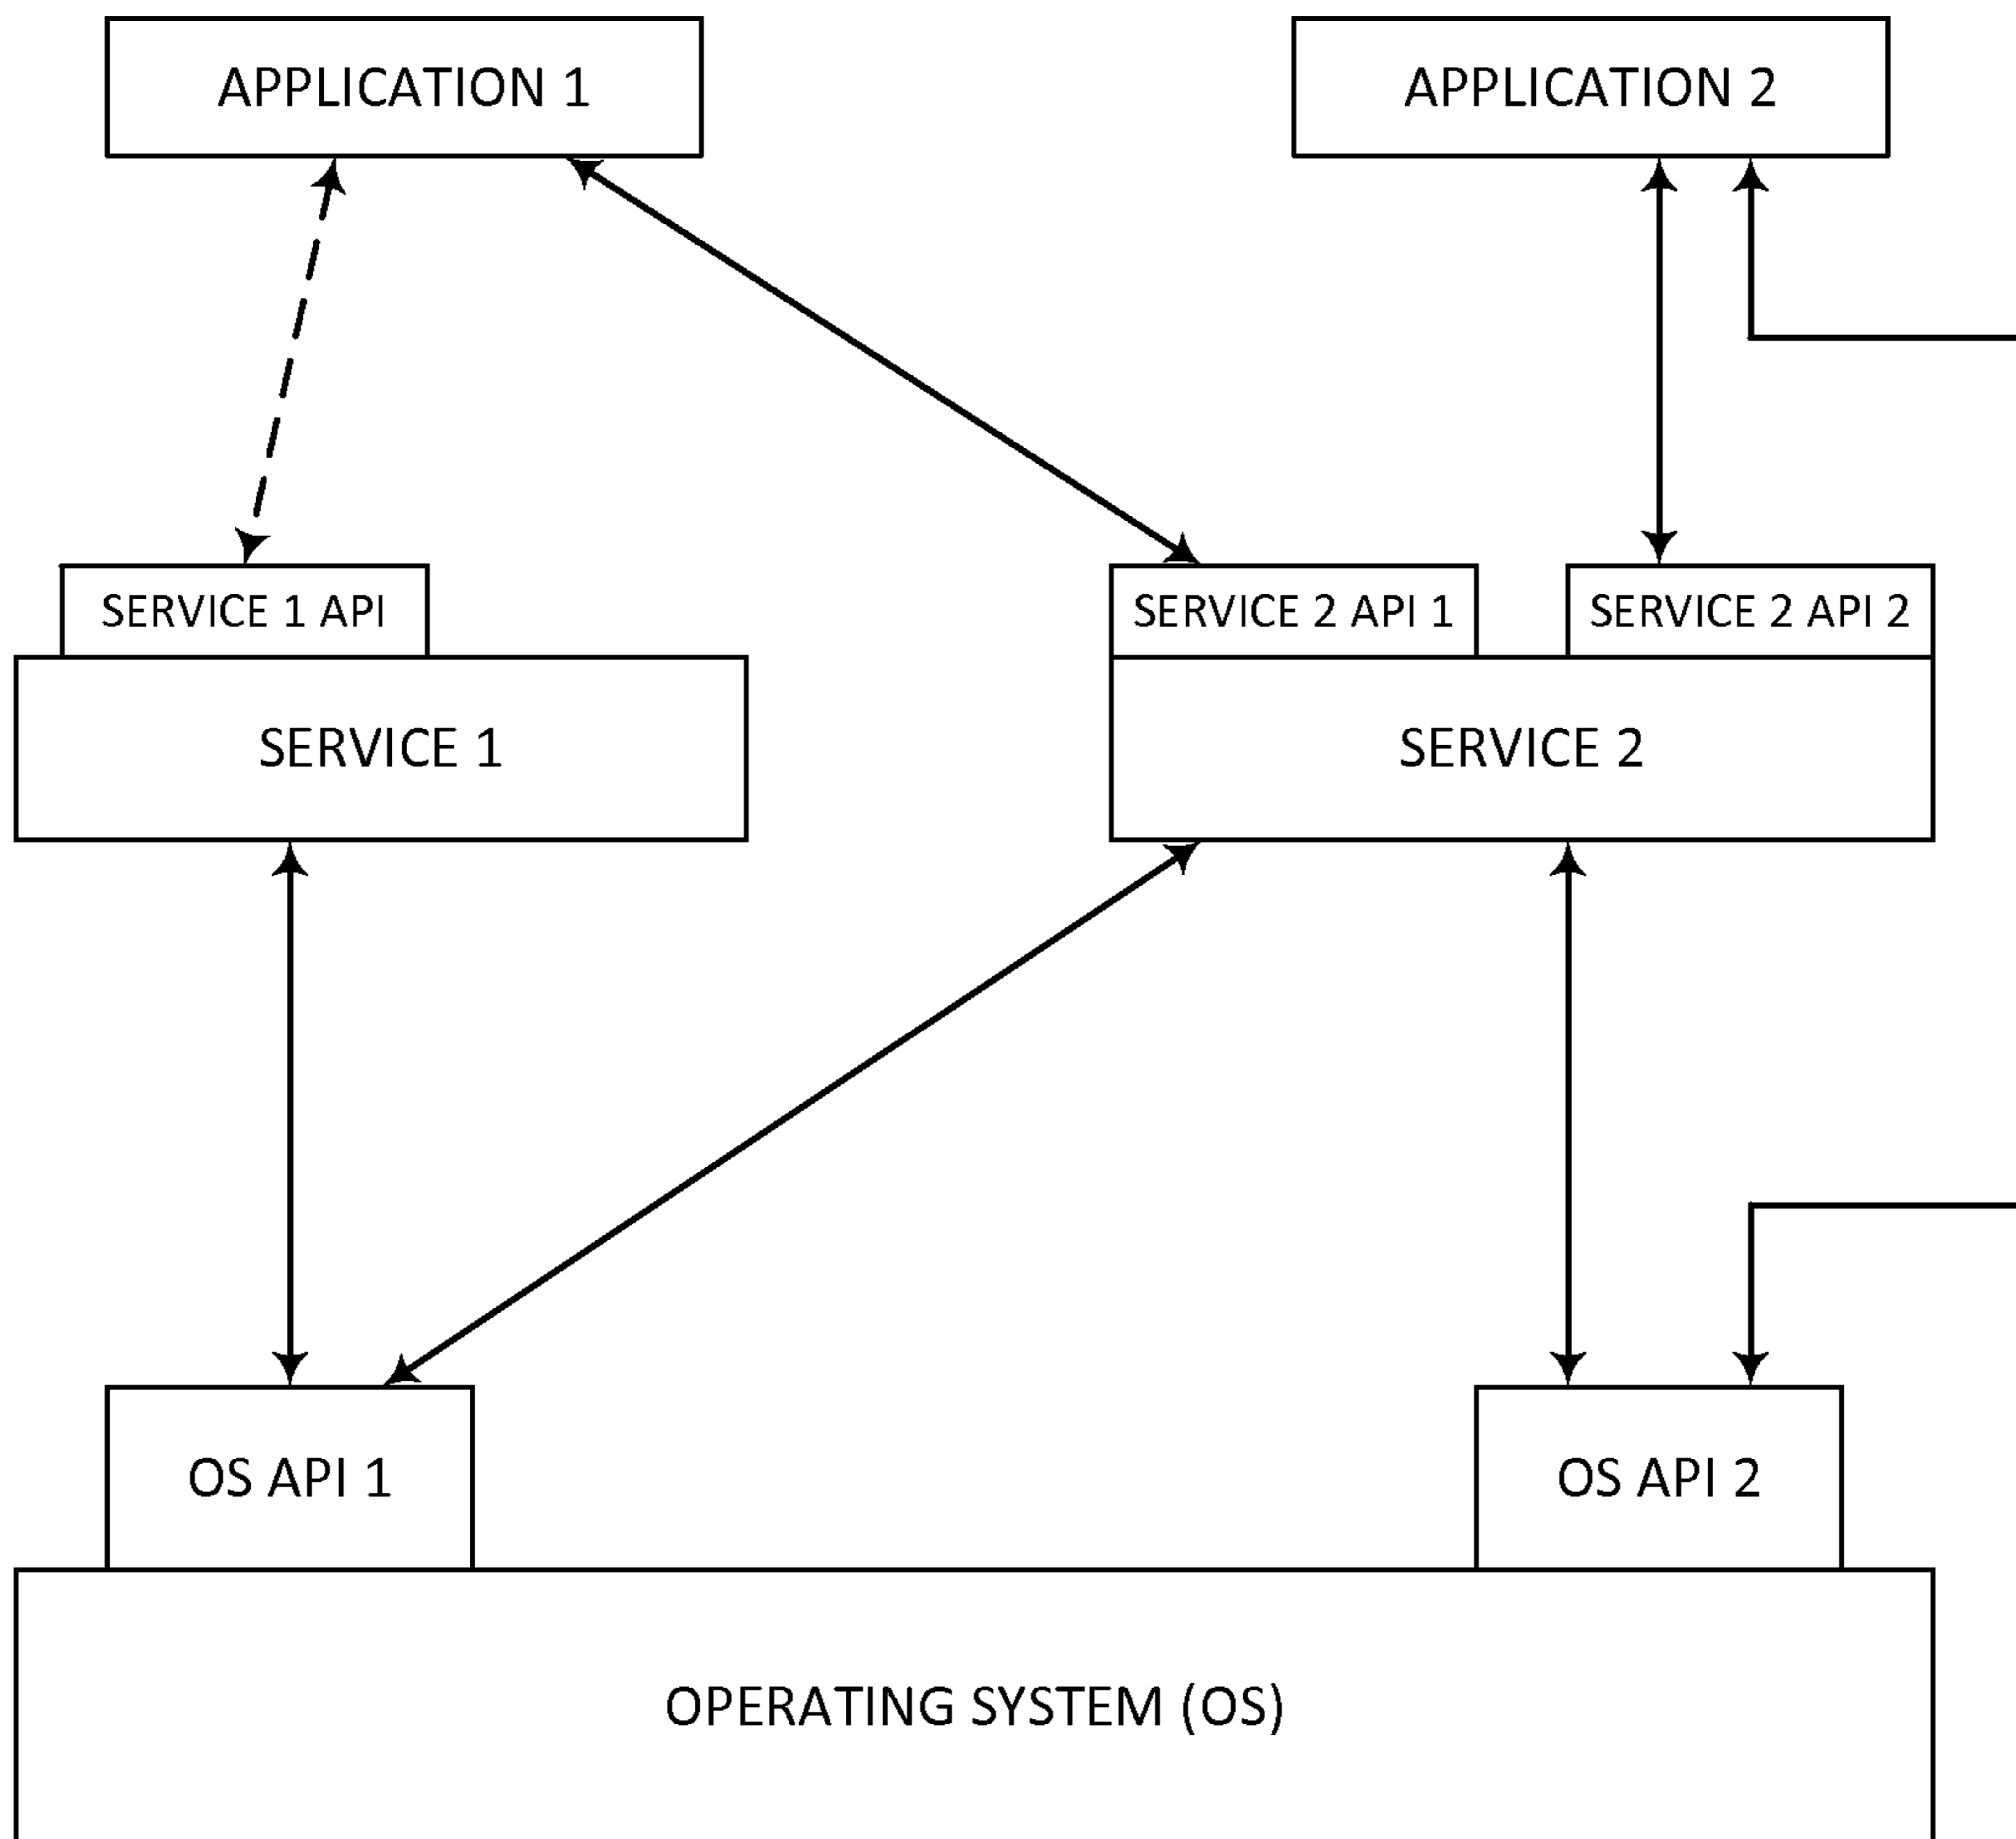 APPLICATION 1
APPLICATION 2
SERVICE 1 API
SERVICE 2 API 1
SERVICE 2 API 2
SERVICE 1
SERVICE 2
OS API 1
OS API 2
OPERATING SYSTEM (OS)